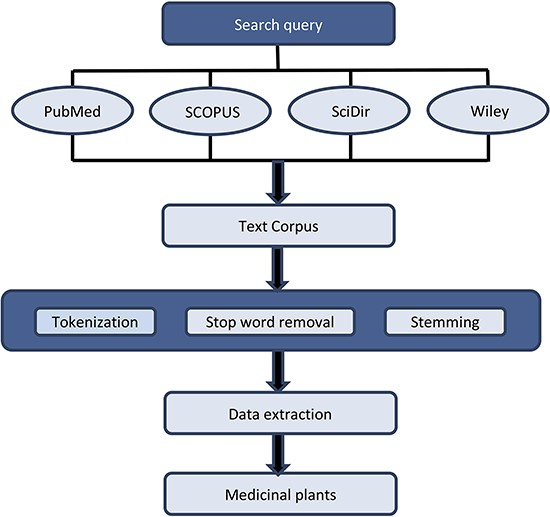 Search query
PubMed SCOPUS SciDir Wiley
Text Corpus
Tokenization Stop word removal Stemming
Data extraction
Medicinal plants